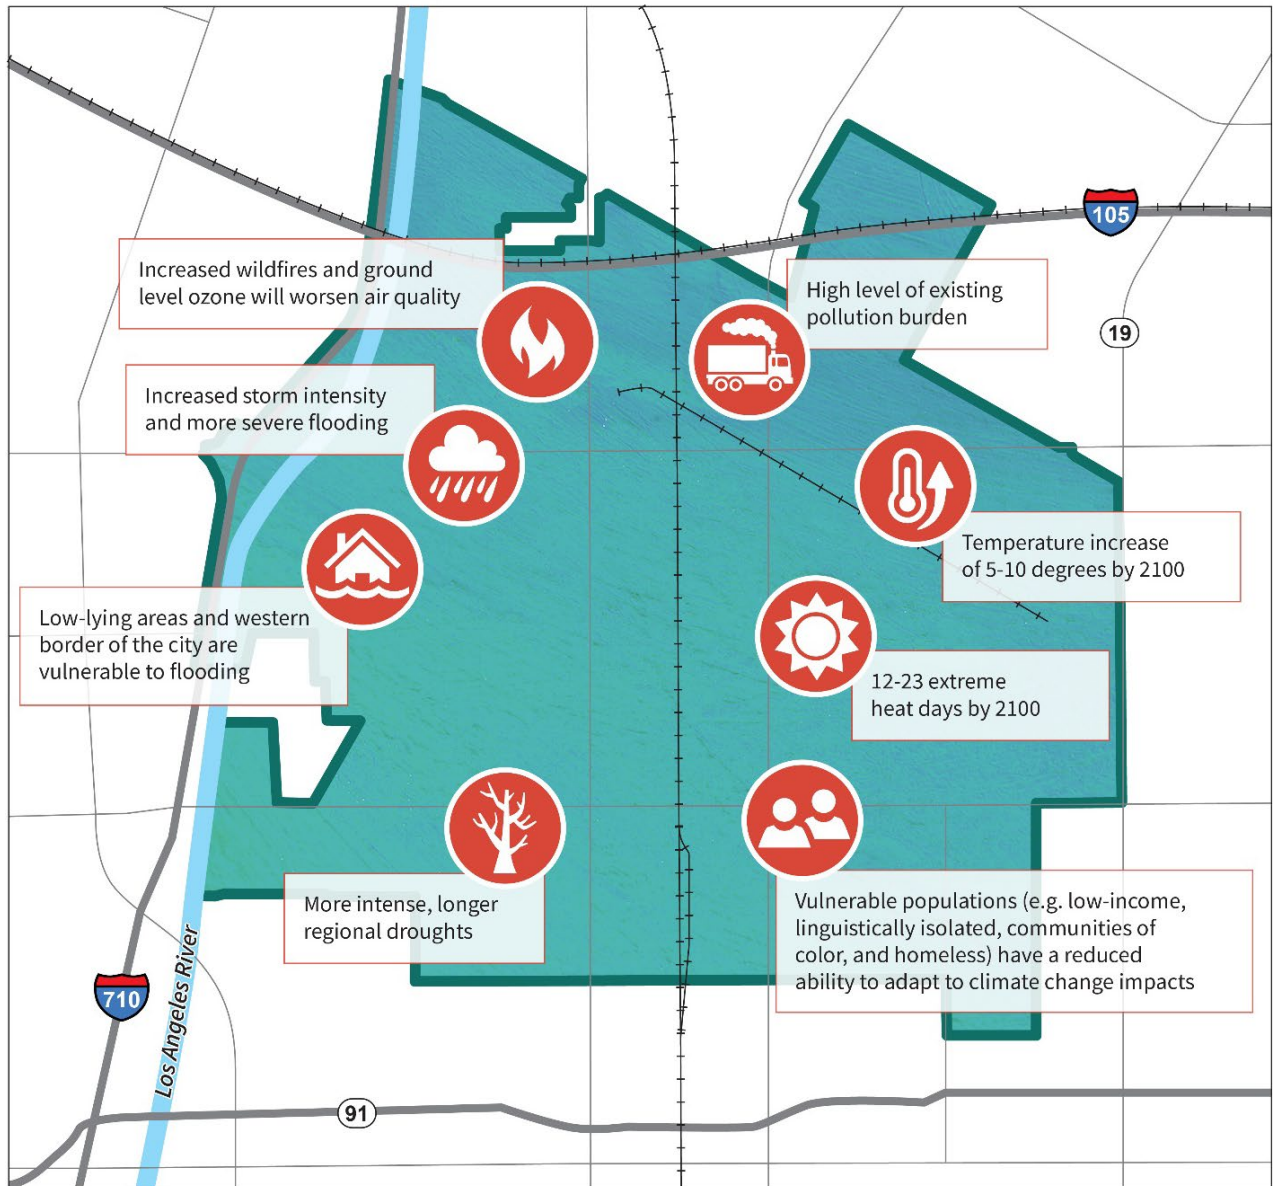 105
Increased wildfires and ground
level ozone will worsen air quality
High level of existing
pollution burden
19
Increased storm intensity
and more severe flooding
Temperature increase
of 5-10 degrees by 2100
Low-lying areas and western
border of the city are
vulnerable to flooding
12-23 extreme
heat days by 2100
More intense, longer
regional droughts
Vulnerable populations (e.g. low-income,
linguistically isolated, communities of
color, and homeless) have a reduced
ability to adapt to climate change impacts
710
Los Angeles River
91